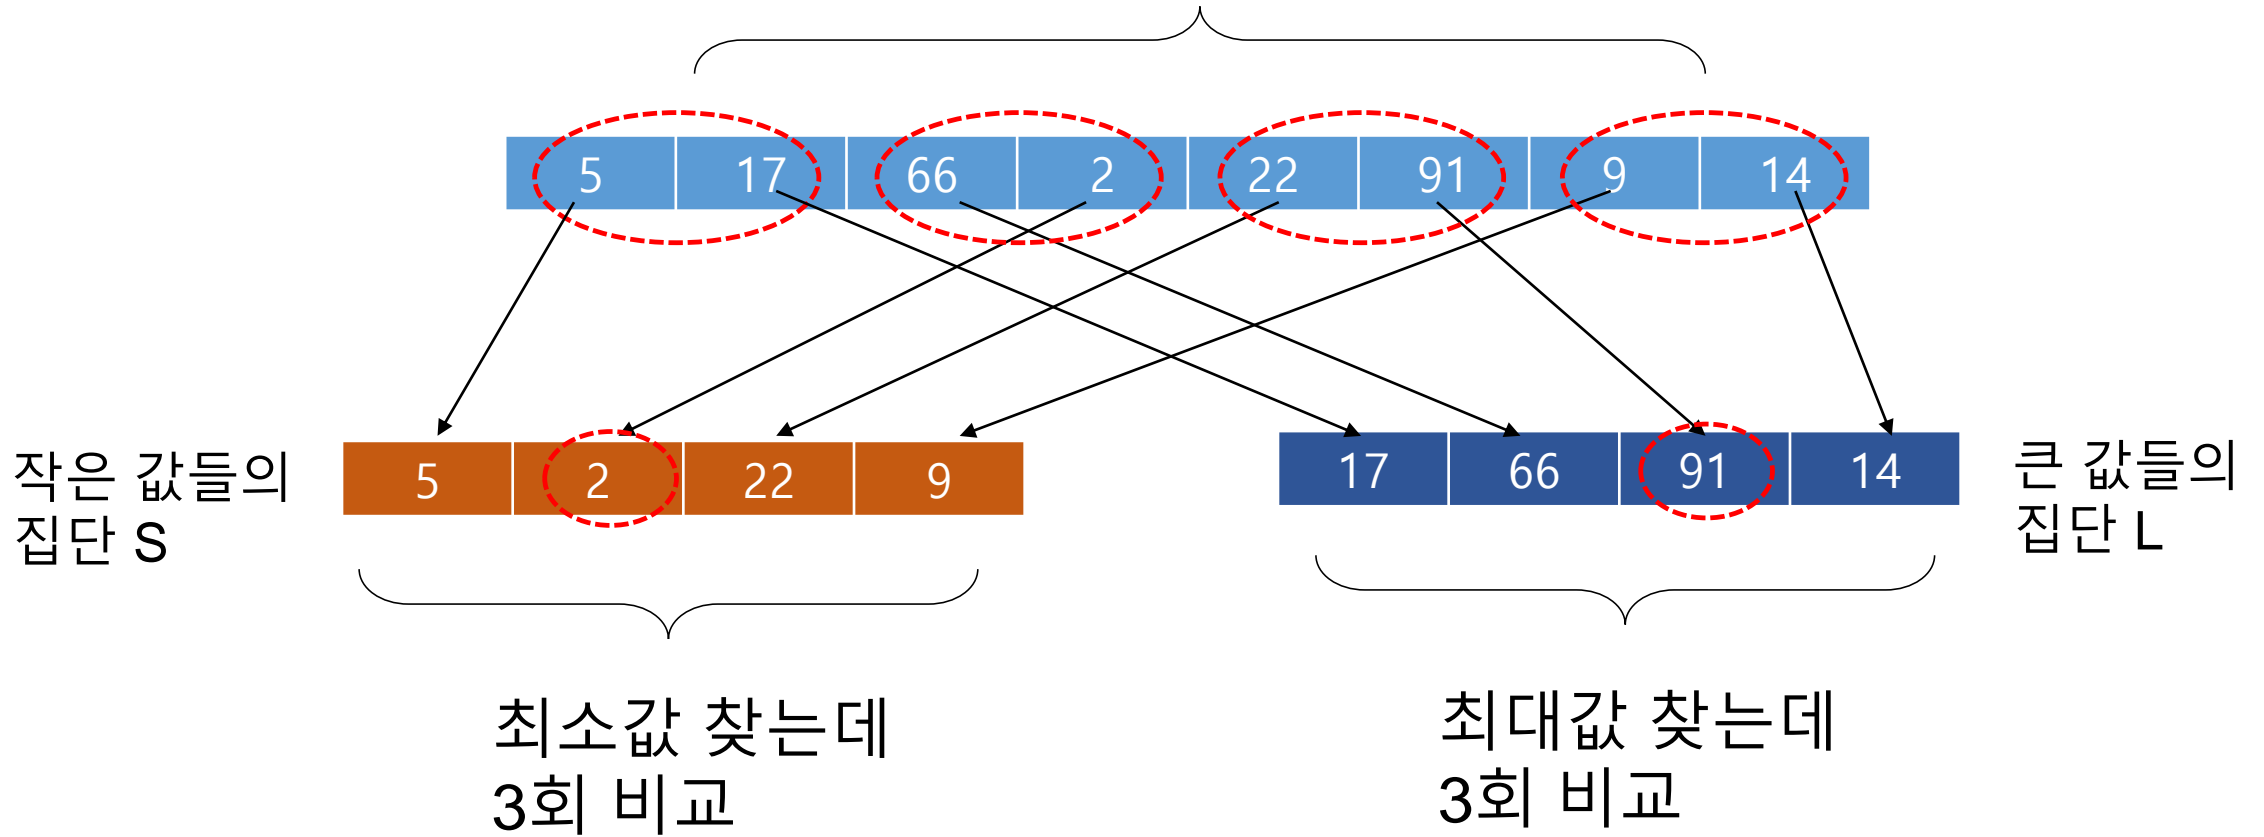 5 17 66 2 22 91 9 14
작은 값들의
집단 S
5 2 22 9
17 66 91 14
큰 값들의
집단 L
최소값 찾는데
3회 비교
최대값 찾는데
3회 비교